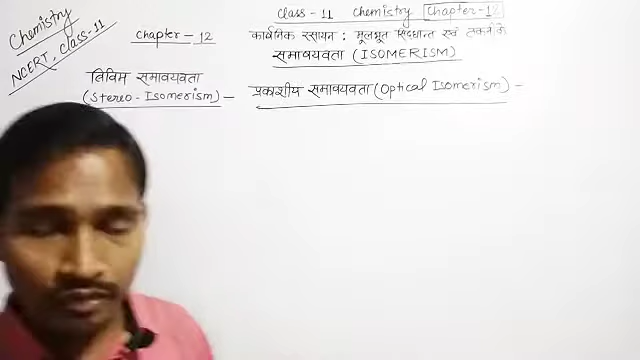 Chemistry
NCERT, Class-11
Class - 11 Chemistry Chapter-12
Chapter - 12 कार्बनिक रसायन : मूलभूत सिद्धान्त एवं तकनीकें
समावयवता (ISOMERISM)
त्रिविम समावयवता
(Stereo - Isomerism) –
प्रकाशीय समावयवता (Optical Isomerism) –